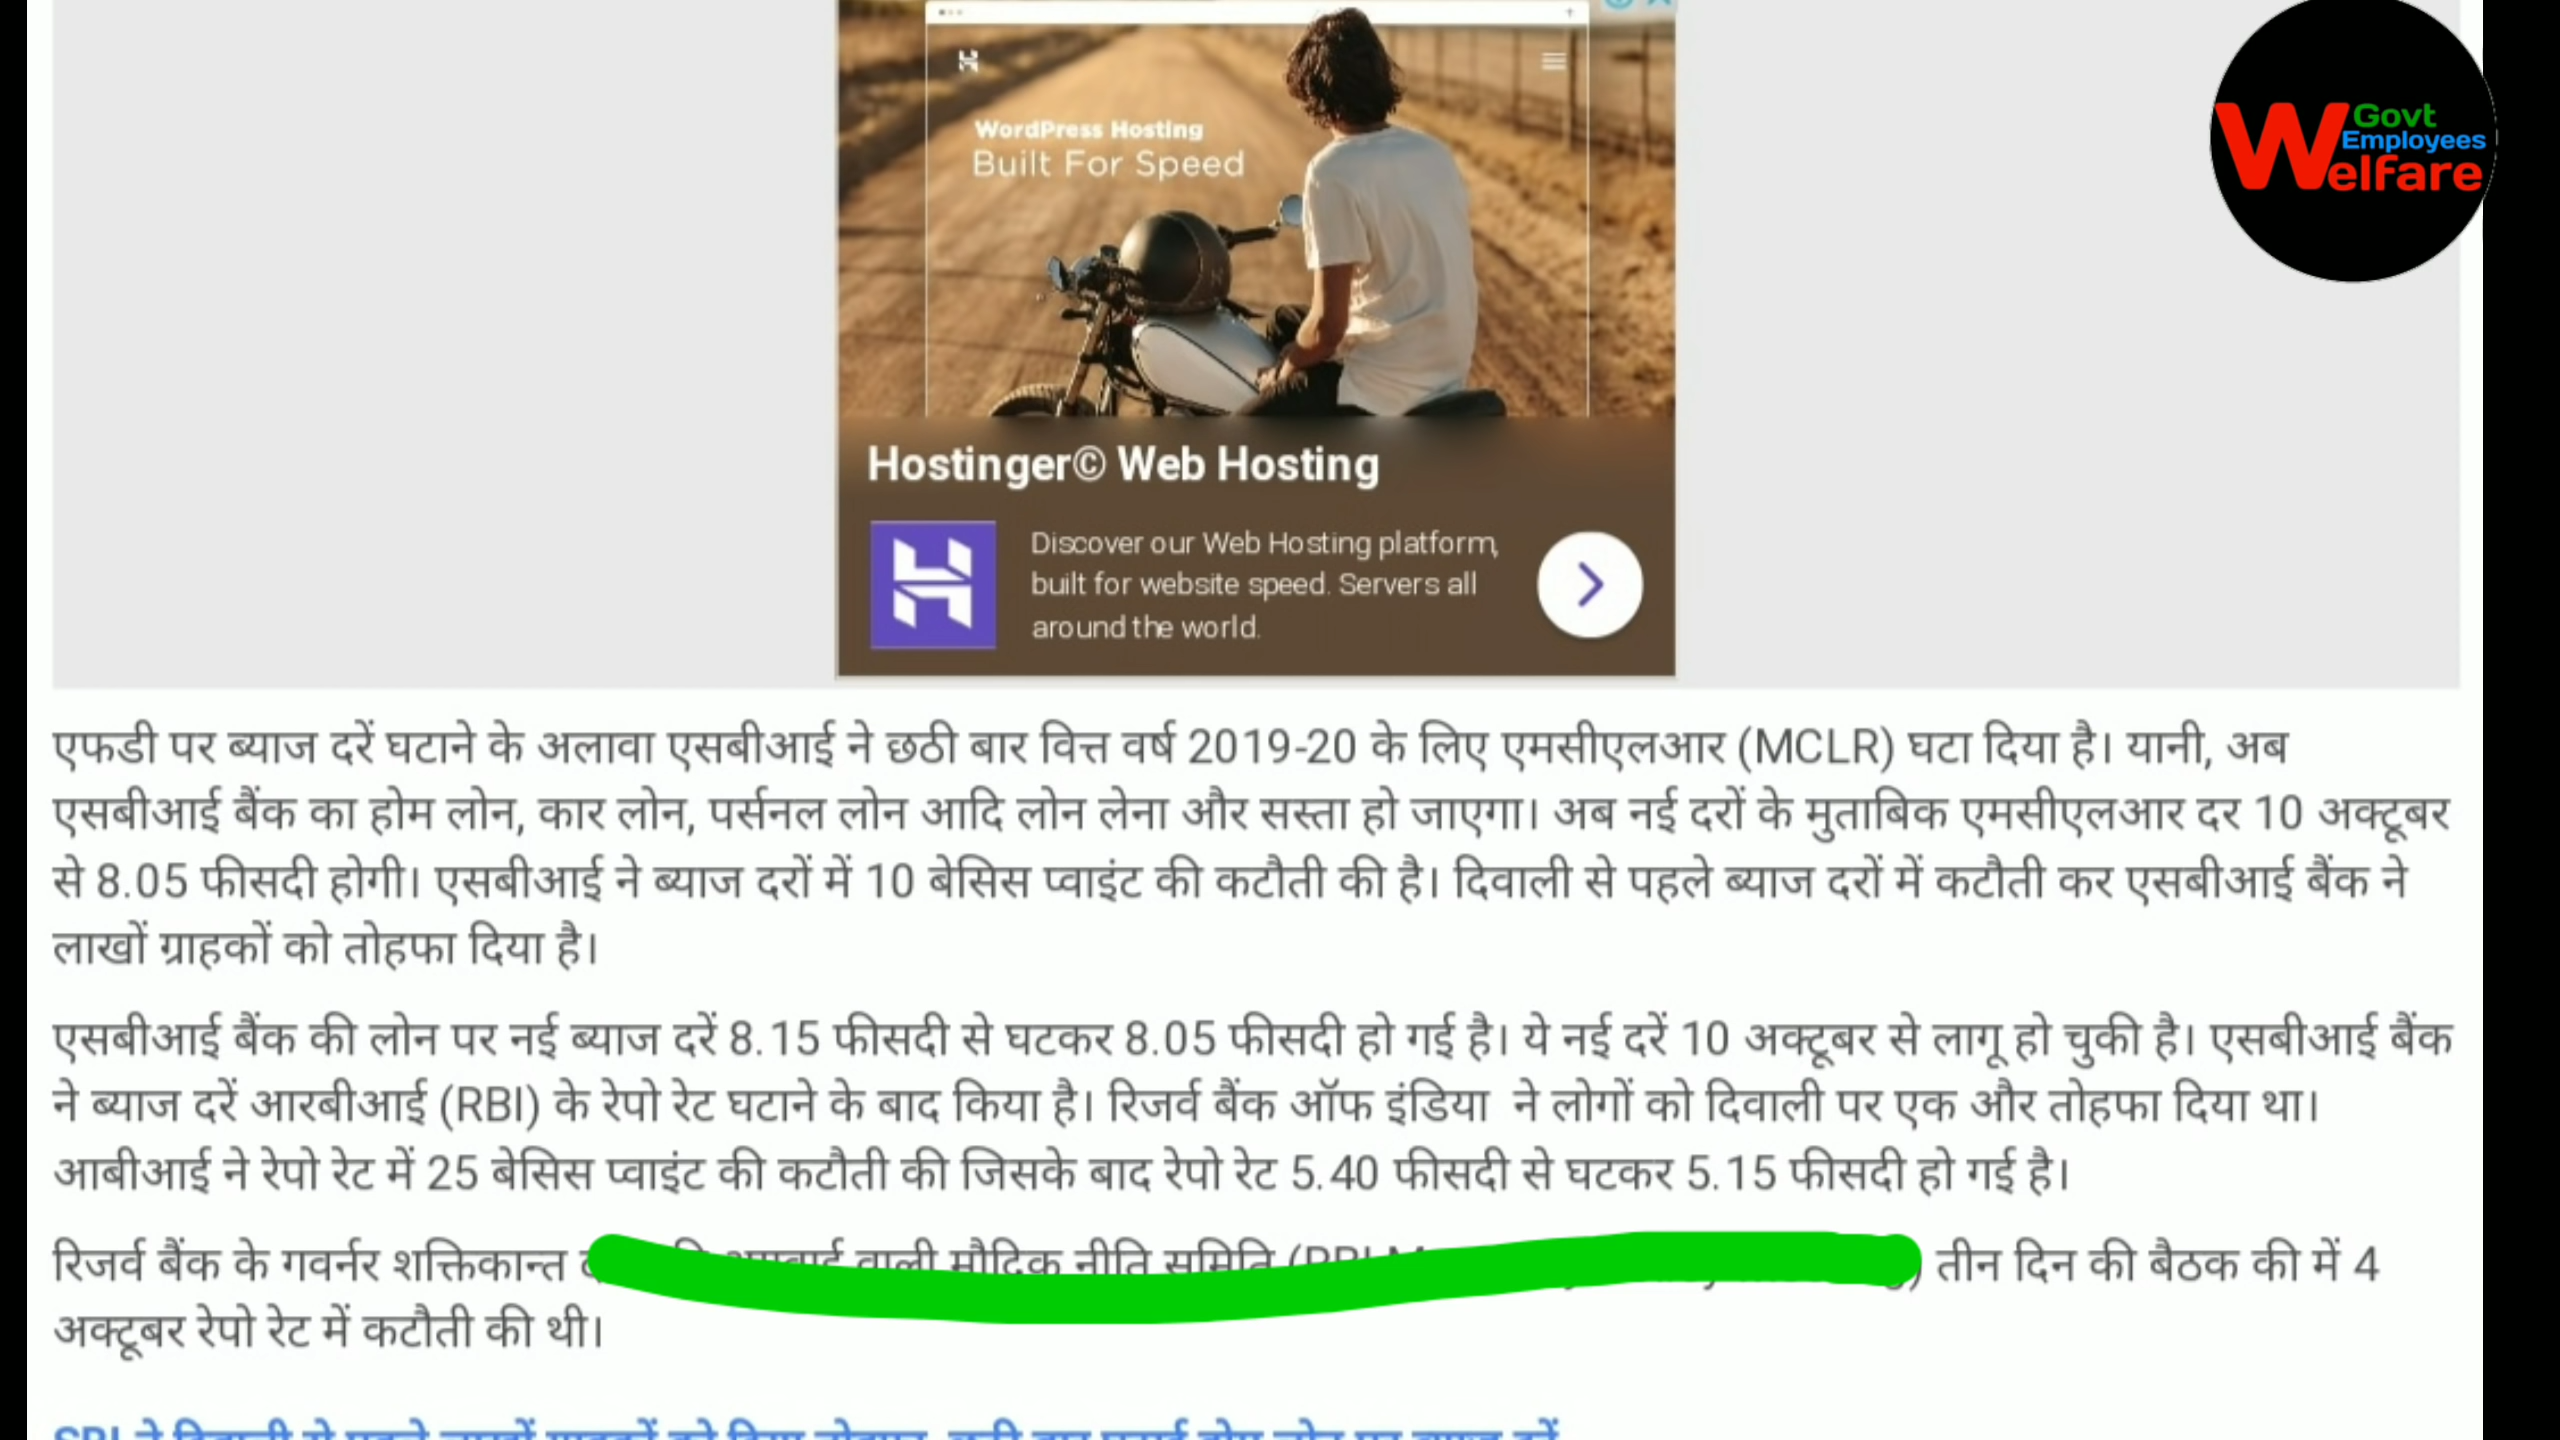 WordPress Hosting
Built For Speed
Govt
Employees
Welfare
Hostinger© Web Hosting
Discover our Web Hosting platform,
built for website speed. Servers all
around the world.
एफडी पर ब्याज दरें घटाने के अलावा एसबीआई ने छठी बार वित्त वर्ष 2019-20 के लिए एमसीएलआर (MCLR) घटा दिया है। यानी, अब
एसबीआई बैंक का होम लोन, कार लोन, पर्सनल लोन आदि लोन लेना और सस्ता हो जाएगा। अब नई दरों के मुताबिक एमसीएलआर दर 10 अक्टूबर
से 8.05 फीसदी होगी। एसबीआई ने ब्याज दरों में 10 बेसिस प्वाइंट की कटौती की है। दिवाली से पहले ब्याज दरों में कटौती कर एसबीआई बैंक ने
लाखों ग्राहकों को तोहफा दिया है।
एसबीआई बैंक की लोन पर नई ब्याज दरें 8.15 फीसदी से घटकर 8.05 फीसदी हो गई है। ये नई दरें 10 अक्टूबर से लागू हो चुकी है। एसबीआई बैंक
ने ब्याज दरें आरबीआई (RBI) के रेपो रेट घटाने के बाद किया है। रिजर्व बैंक ऑफ इंडिया ने लोगों को दिवाली पर एक और तोहफा दिया था।
आबीआई ने रेपो रेट में 25 बेसिस प्वाइंट की कटौती की जिसके बाद रेपो रेट 5.40 फीसदी से घटकर 5.15 फीसदी हो गई है।
रिजर्व बैंक के गवर्नर शक्तिकान्त वाली मौद्रिक नीति समिति तीन दिन की बैठक की में 4
अक्टूबर रेपो रेट में कटौती की थी।